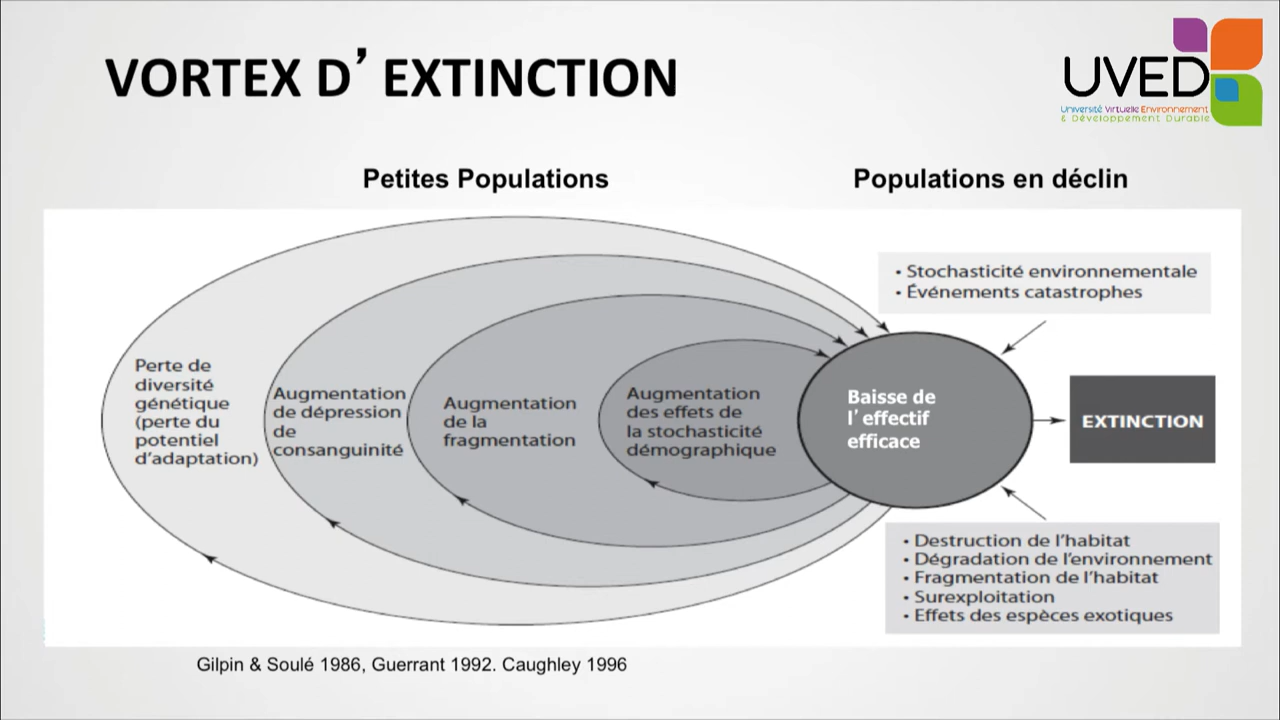 VORTEX D’ EXTINCTION
UVED
Université Virtuelle Environnement
& Développement Durable
Petites Populations
Populations en déclin
• Stochasticité environnementale
• Événements catastrophes
Perte de
diversité
génétique
(perte du
potentiel
d’adaptation)
Augmentation
de dépression
de
consanguinité
Augmentation
de la
fragmentation
Augmentation
des effets de
la stochasticité
démographique
Baisse de
l’ effectif
efficace
EXTINCTION
• Destruction de l’habitat
• Dégradation de l’environnement
• Fragmentation de l’habitat
• Surexploitation
• Effets des espèces exotiques
Gilpin & Soulé 1986, Guerrant 1992. Caughley 1996